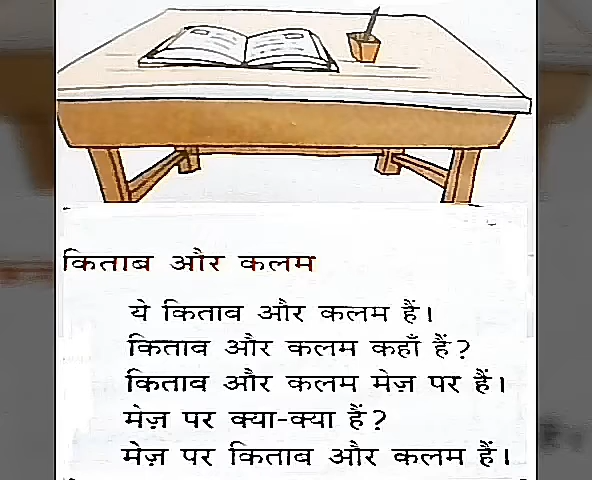 किताब और कलम
ये किताब और कलम हैं।
किताब और कलम कहाँ हैं?
किताब और कलम मेज़ पर हैं।
मेज़ पर क्या-क्या हैं?
मेज़ पर किताब और कलम हैं।